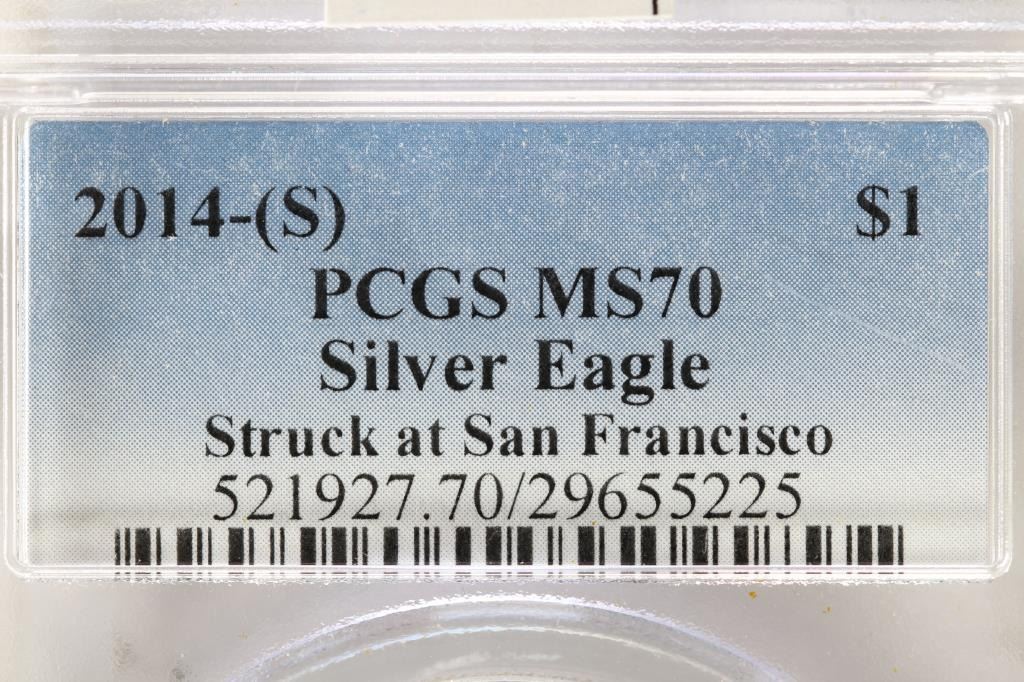 2014-(S) $1
PCGS MS70
Silver Eagle
Struck at San Francisco
521927.70/29655225